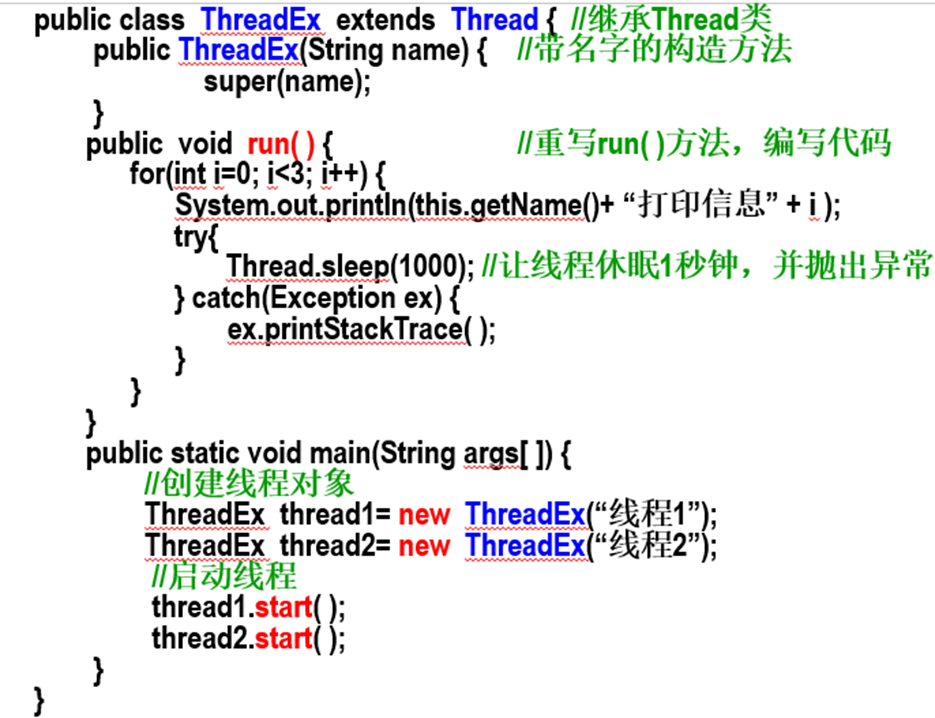 public class ThreadEx extends Thread { //继承Thread类
public ThreadEx(String name) { //带名字的构造方法
super(name);
}
public void run( ) { //重写run( )方法，编写代码
for(int i=0; i<3; i++) {
System.out.println(this.getName()+ “打印信息” + i );
try{
Thread.sleep(1000); //让线程休眠1秒钟，并抛出异常
} catch(Exception ex) {
ex.printStackTrace( );
}
}
}
public static void main(String args[ ]) {
//创建线程对象
ThreadEx thread1= new ThreadEx(“线程1”);
ThreadEx thread2= new ThreadEx(“线程2”);
//启动线程
thread1.start( );
thread2.start( );
}
}